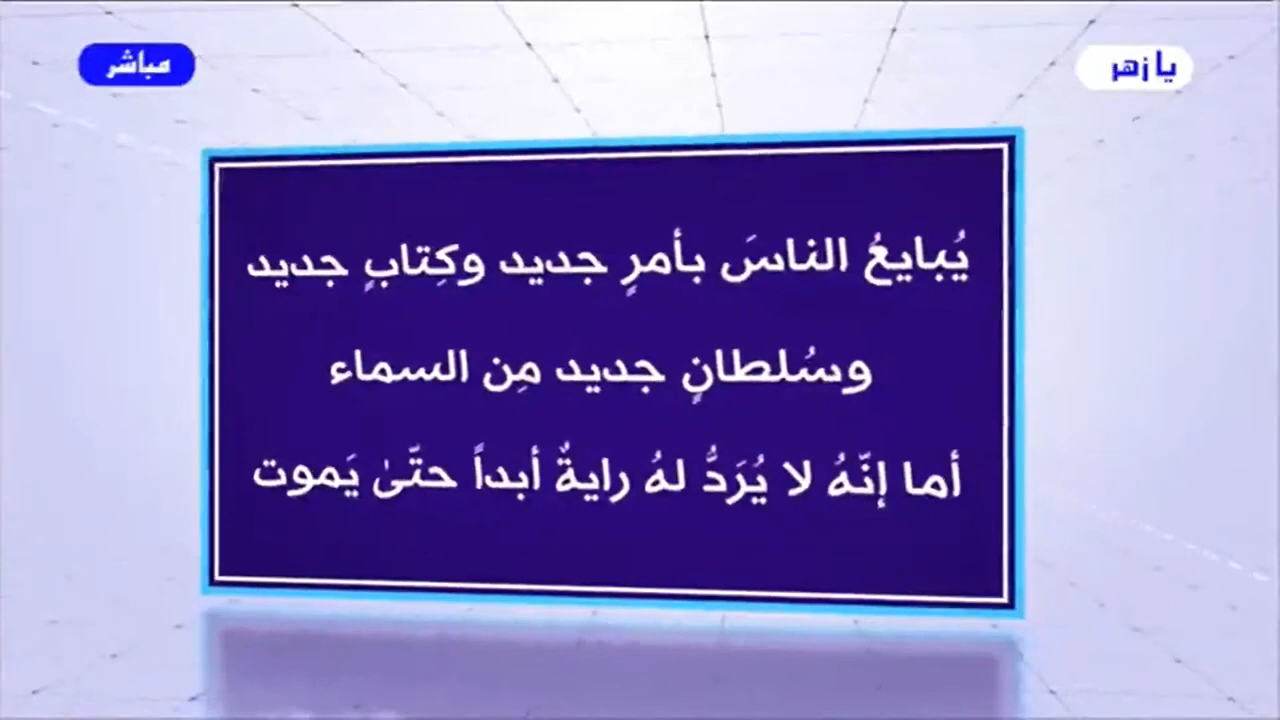 يا زهر
مباشر
يُبايعُ الناسَ بأمرٍ جديد وكِتابٍ جديد
وسُلطانٍ جديد مِن السماء
أما إنّهُ لا يُرَدُّ لهُ رايةٌ أبداً حتّىٰ يَموت